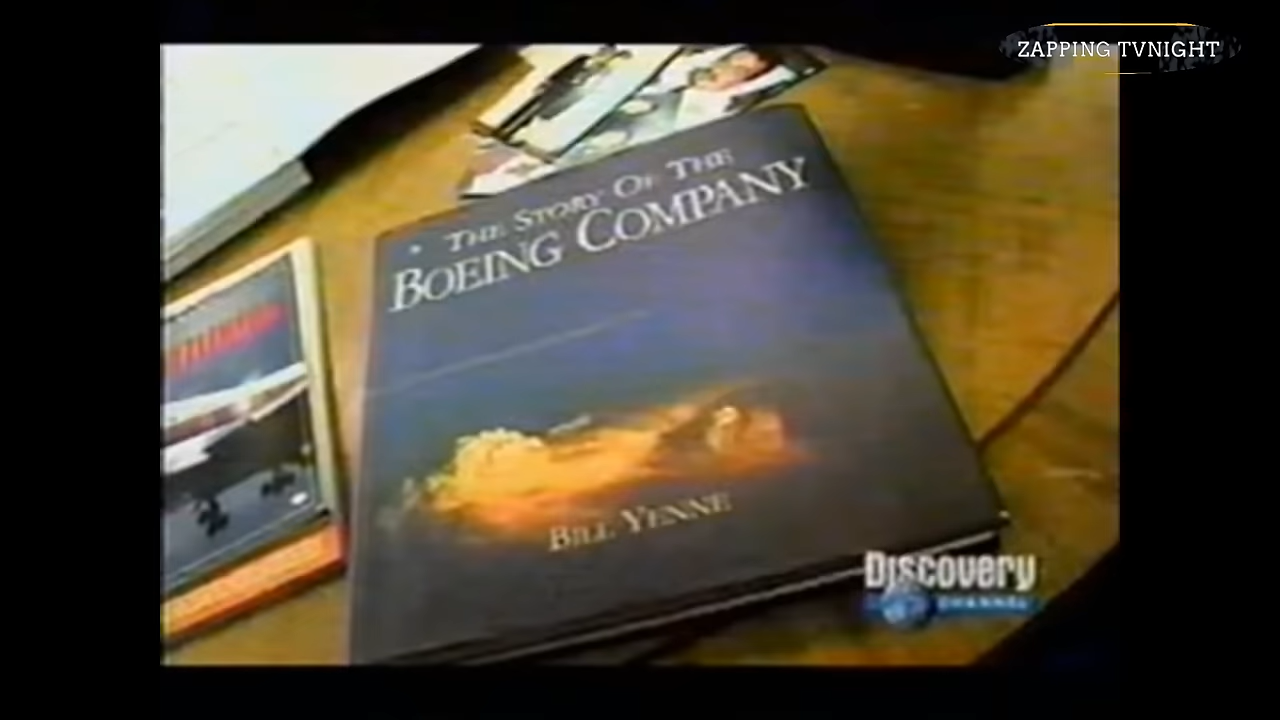 ZAPPING TVNIGHT
THE STORY OF THE
BOEING COMPANY
BILL YENNE
DISCOVERY
CHANNEL